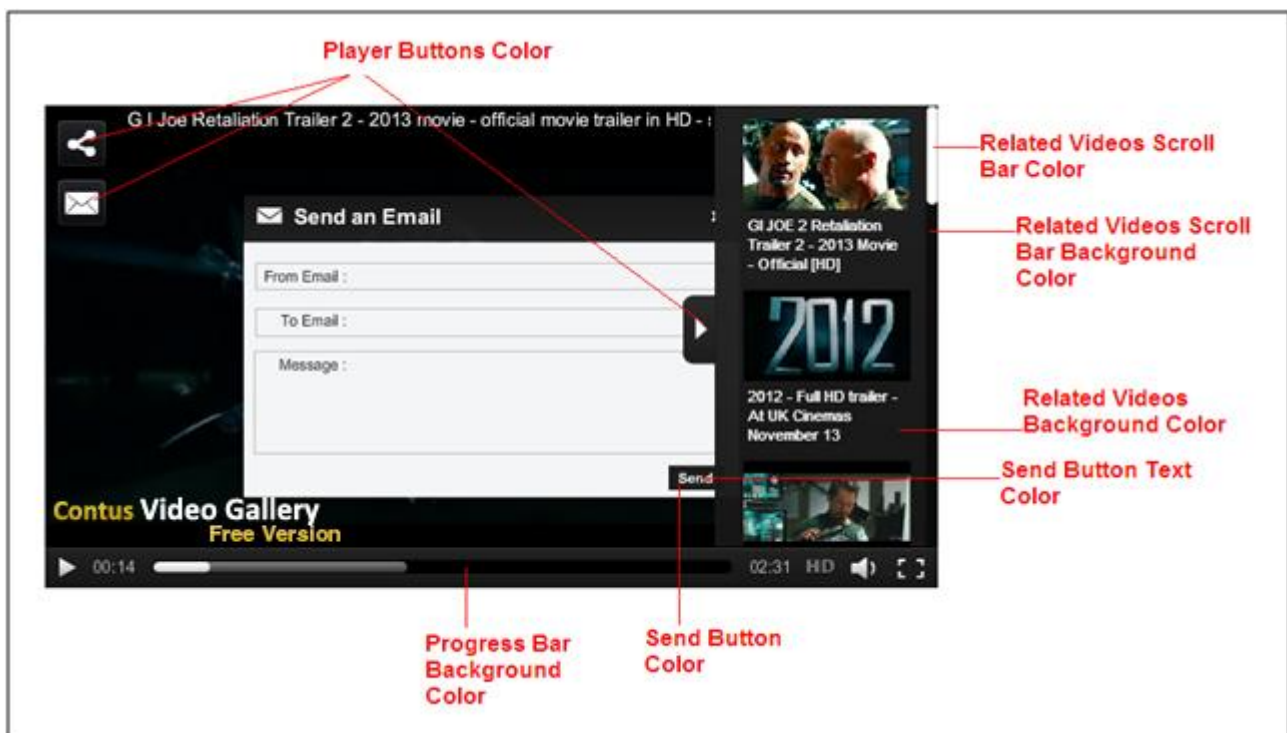 Player Buttons Color
G I Joe Retaliation Trailer 2 - 2013 movie - official movie trailer in HD - :
Related Videos Scroll
Bar Color
Send an Email
GI JOE 2 Retaliation
Trailer 2 - 2013 Movie
- Official [HD]
Related Videos Scroll
Bar Background
Color
From Email :
To Email :
Message :
2012
2012 - Full HD trailer -
At UK Cinemas
November 13
Related Videos
Background Color
Send
Send Button Text
Color
Contus Video Gallery
Free Version
00:14
02:31 HD
Progress Bar
Background
Color
Send Button
Color